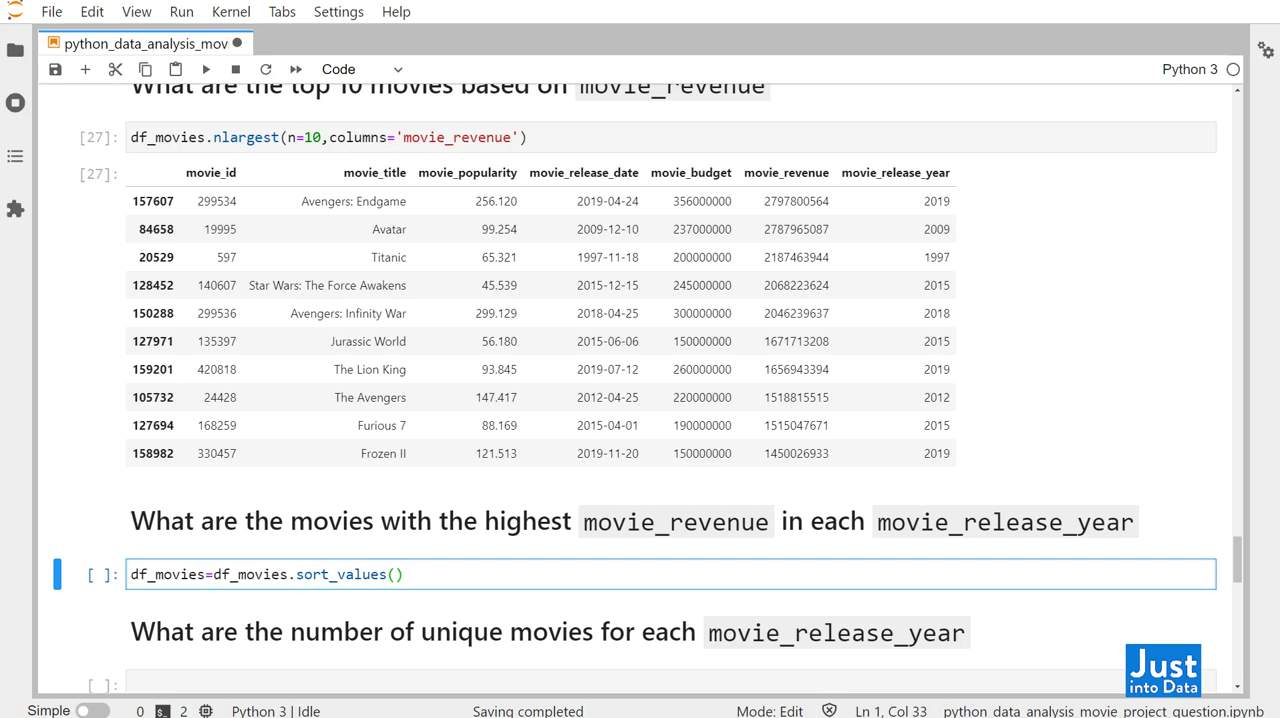 File Edit View Run Kernel Tabs Settings Help
python_data_analysis_mov
Code
Python 3
What are the top 10 movies based on movie_revenue
[27]: df_movies.nlargest(n=10,columns='movie_revenue')
[27]: movie_id movie_title movie_popularity movie_release_date movie_budget movie_revenue movie_release_year
157607 299534 Avengers: Endgame 256.120 2019-04-24 356000000 2797800564 2019
84658 19995 Avatar 99.254 2009-12-10 237000000 2787965087 2009
20529 597 Titanic 65.321 1997-11-18 200000000 2187463944 1997
128452 140607 Star Wars: The Force Awakens 45.539 2015-12-15 245000000 2068223624 2015
150288 299536 Avengers: Infinity War 299.129 2018-04-25 300000000 2046239637 2018
127971 135397 Jurassic World 56.180 2015-06-06 150000000 1671713208 2015
159201 420818 The Lion King 93.845 2019-07-12 260000000 1656943394 2019
105732 24428 The Avengers 147.417 2012-04-25 220000000 1518815515 2012
127694 168259 Furious 7 88.169 2015-04-01 190000000 1515047671 2015
158982 330457 Frozen II 121.513 2019-11-20 150000000 1450026933 2019
What are the movies with the highest movie_revenue in each movie_release_year
[ ]: df_movies=df_movies.sort_values()
What are the number of unique movies for each movie_release_year
[ ]:
Just
into Data
Simple 0 $_ 2 Python 3 | Idle Saving completed Mode: Edit Ln 1, Col 33 python_data_analysis_movie_project_question.ipynb